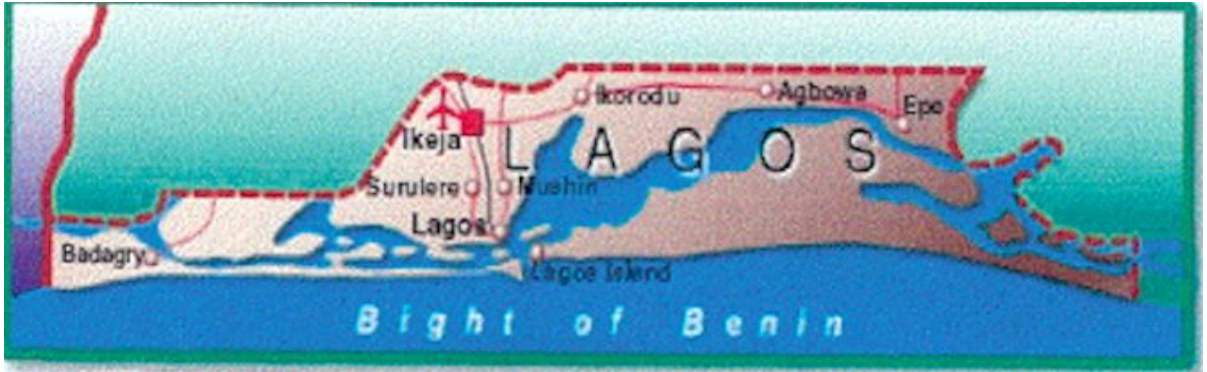 Ikorodu
Agbowa
Epe
Ikeja
LAGOS
Surulere
Mushin
Lagos
Badagry
Lagos Island
Bight of Benin